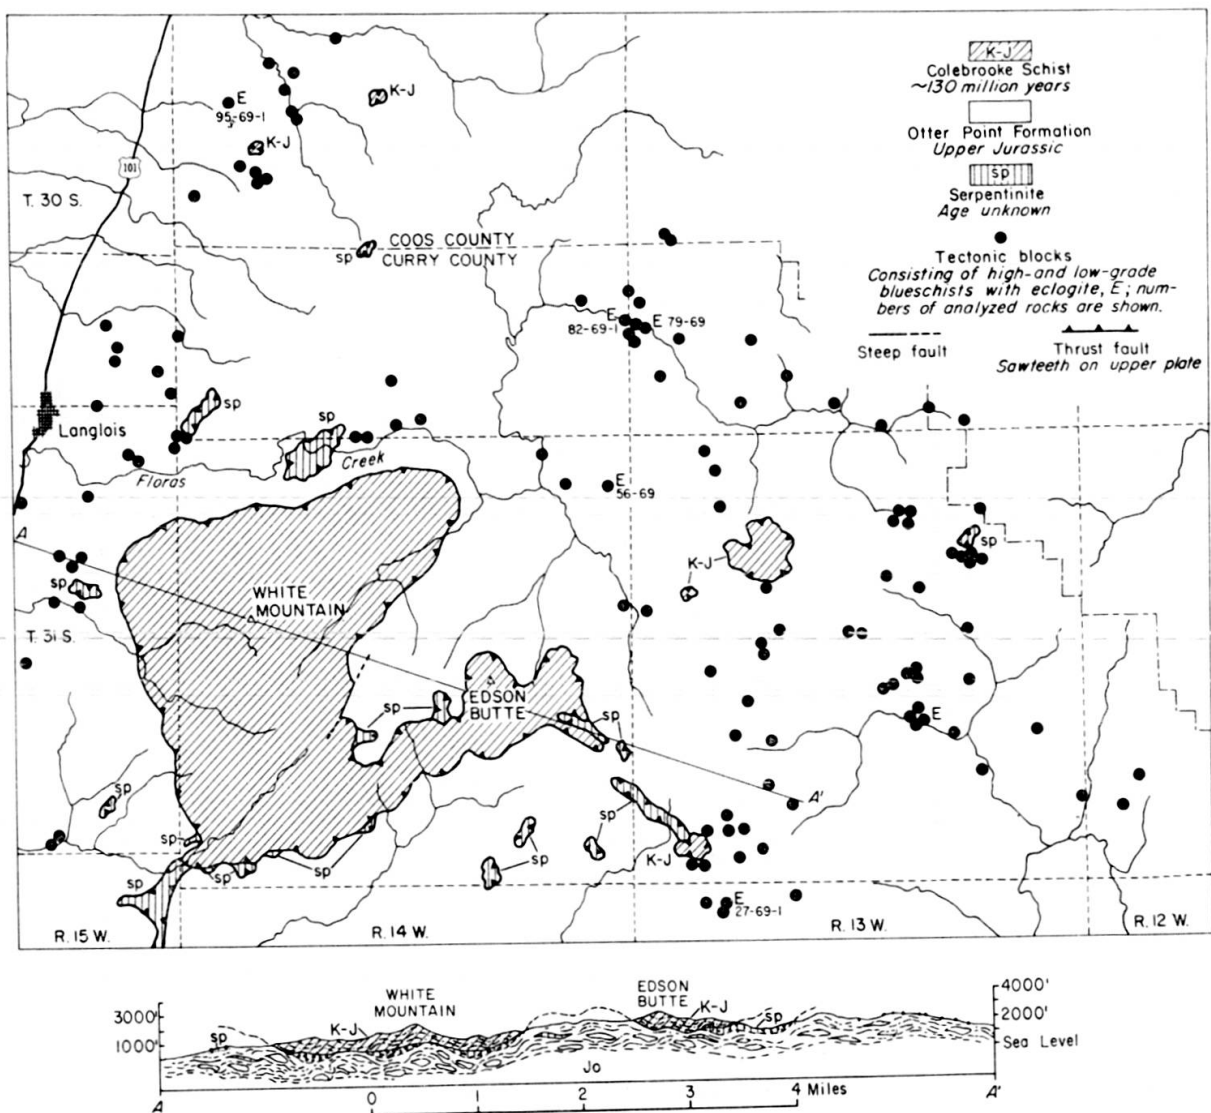 K-J
Colebrooke Schist
~130 million years
Otter Point Formation
Upper Jurassic
sp
Serpentinite
Age unknown
Tectonic blocks
Consisting of high-and low-grade
blueschists with eclogite, E; num-
bers of analyzed rocks are shown.
Steep fault
Thrust fault
Sawteeth on upper plate
E
95-69-1
K-J
K-J
101
T. 30 S.
sp
COOS COUNTY
CURRY COUNTY
E
82-69-1
E 79-69
sp
sp
Langlois
Creek
Floras
E
56-69
A
sp
K-J
sp
WHITE
MOUNTAIN
T. 31 S.
EDSON
BUTTE
sp
sp
E
A'
sp
sp
sp
K-J
sp
sp
sp
sp
E
27-69-1
R. 15 W.
R. 14 W.
R. 13 W.
R. 12 W.
WHITE
MOUNTAIN
EDSON
BUTTE
3000'
1000'
sp
K-J
K-J
sp
4000'
2000'
Sea Level
Jo
A
0
1
2
3
4 Miles
A'